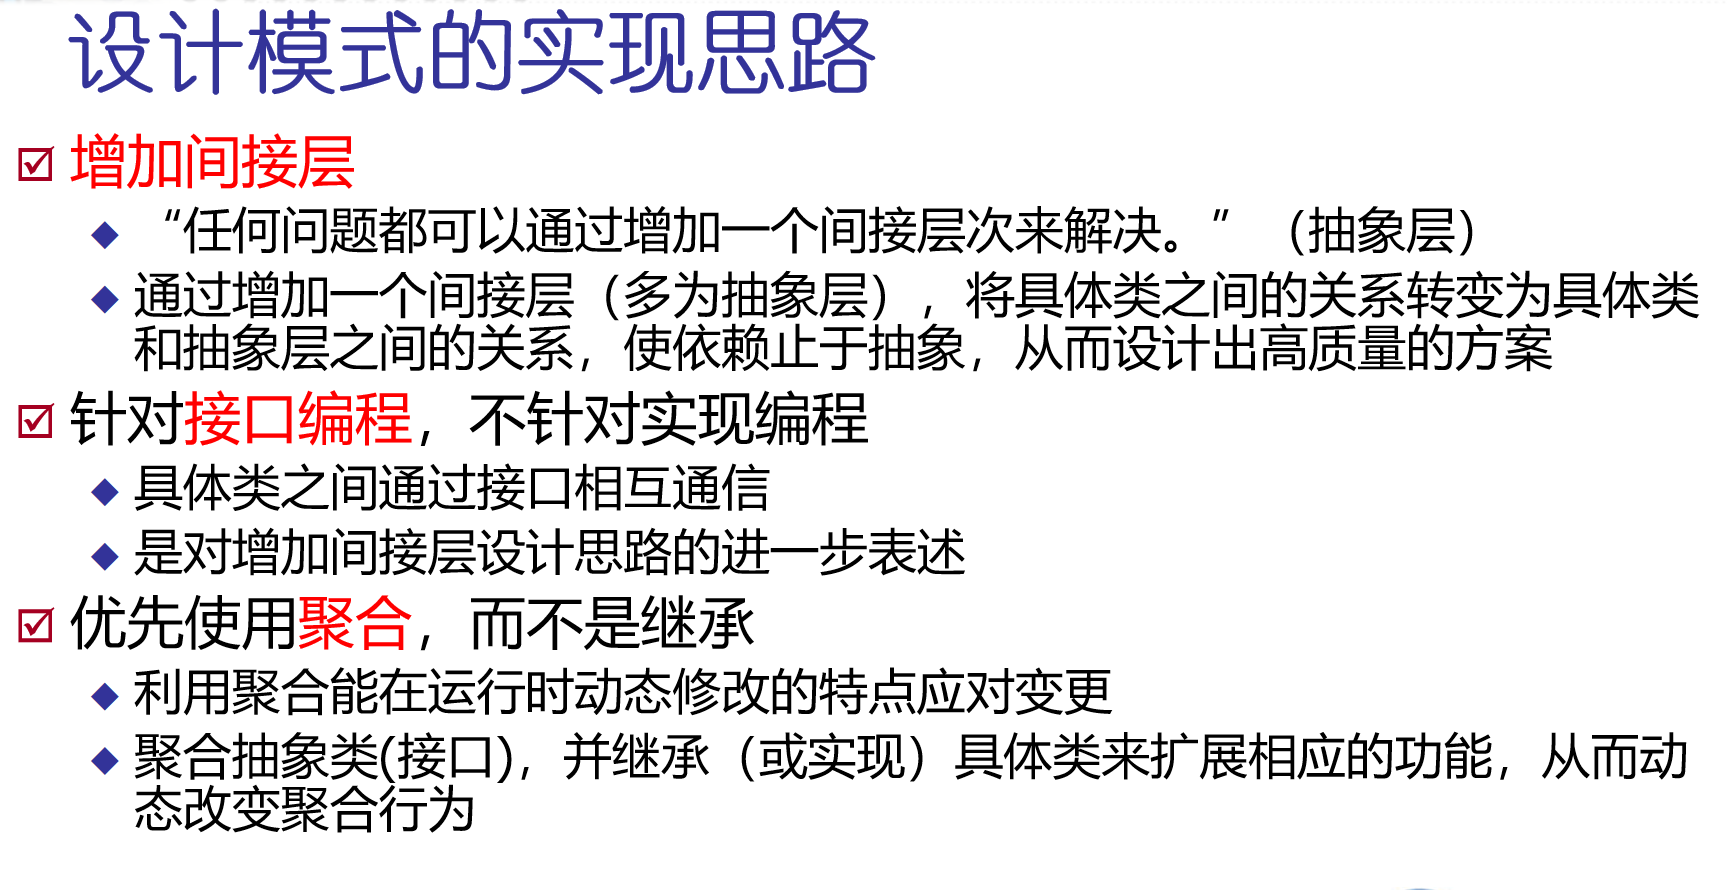 设计模式的实现思路
增加间接层
“任何问题都可以通过增加一个间接层次来解决。”（抽象层）
通过增加一个间接层（多为抽象层），将具体类之间的关系转变为具体类
和抽象层之间的关系，使依赖止于抽象，从而设计出高质量的方案
针对接口编程，不针对实现编程
具体类之间通过接口相互通信
是对增加间接层设计思路的进一步表述
优先使用聚合，而不是继承
利用聚合能在运行时动态修改的特点应对变更
聚合抽象类(接口)，并继承（或实现）具体类来扩展相应的功能，从而动
态改变聚合行为